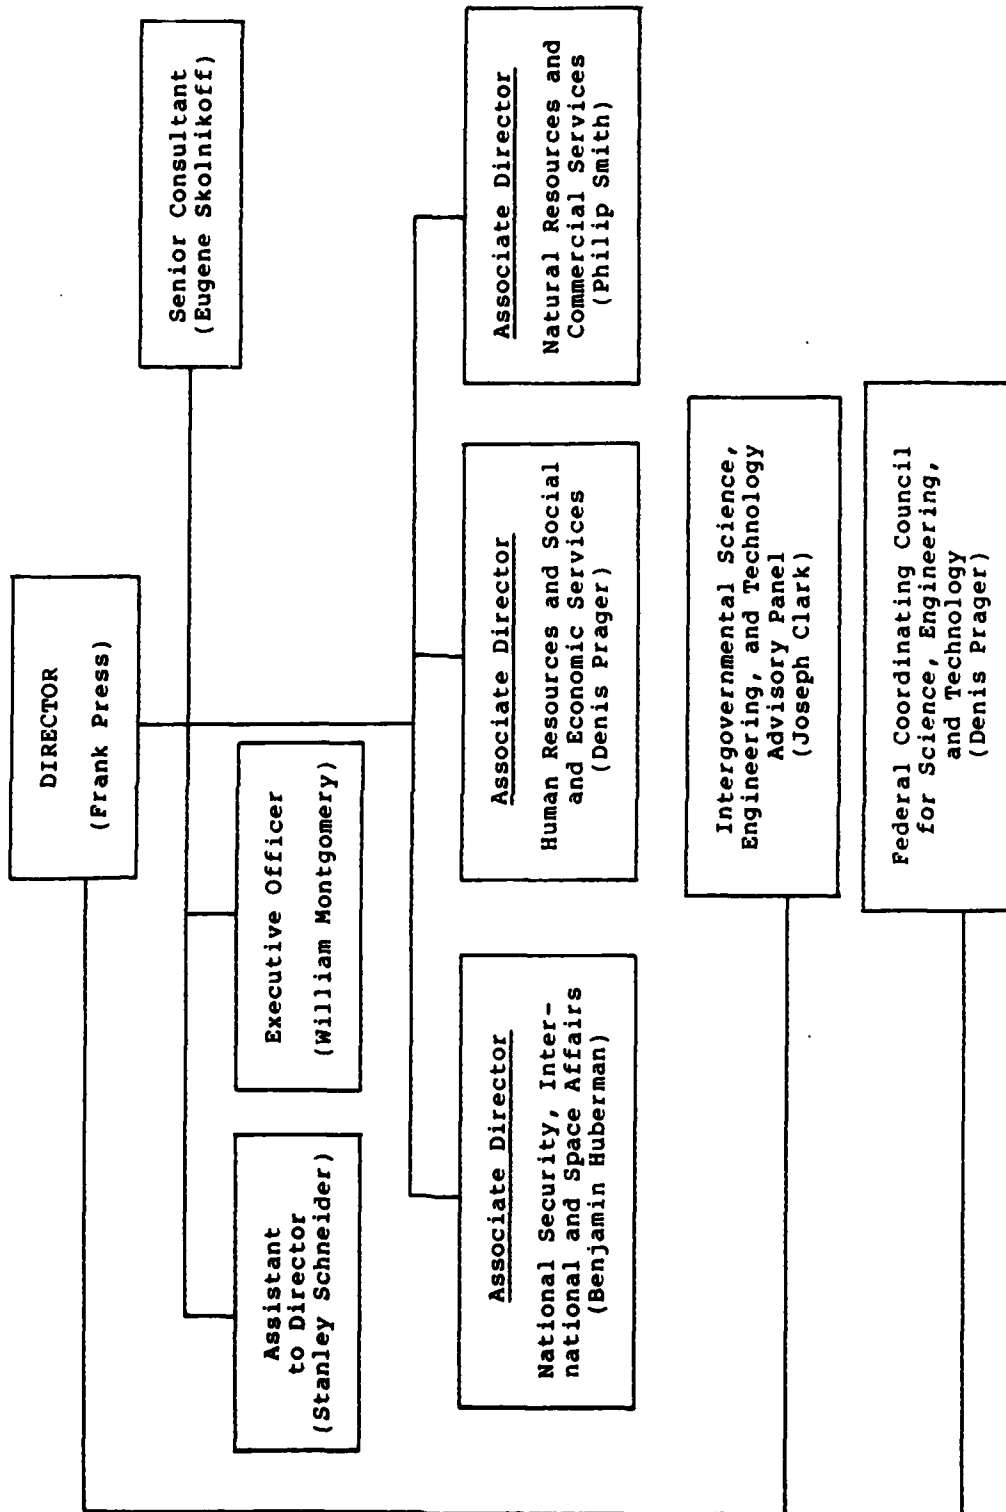 DIRECTOR
(Frank Press)
Senior Consultant
(Eugene Skolnikoff)
Assistant
to Director
(Stanley Schneider)
Executive Officer
(William Montgomery)
Associate Director
National Security, Inter-
national and Space Affairs
(Benjamin Huberman)
Associate Director
Human Resources and Social
and Economic Services
(Denis Prager)
Associate Director
Natural Resources and
Commercial Services
(Philip Smith)
Intergovernmental Science,
Engineering, and Technology
Advisory Panel
(Joseph Clark)
Federal Coordinating Council
for Science, Engineering,
and Technology
(Denis Prager)